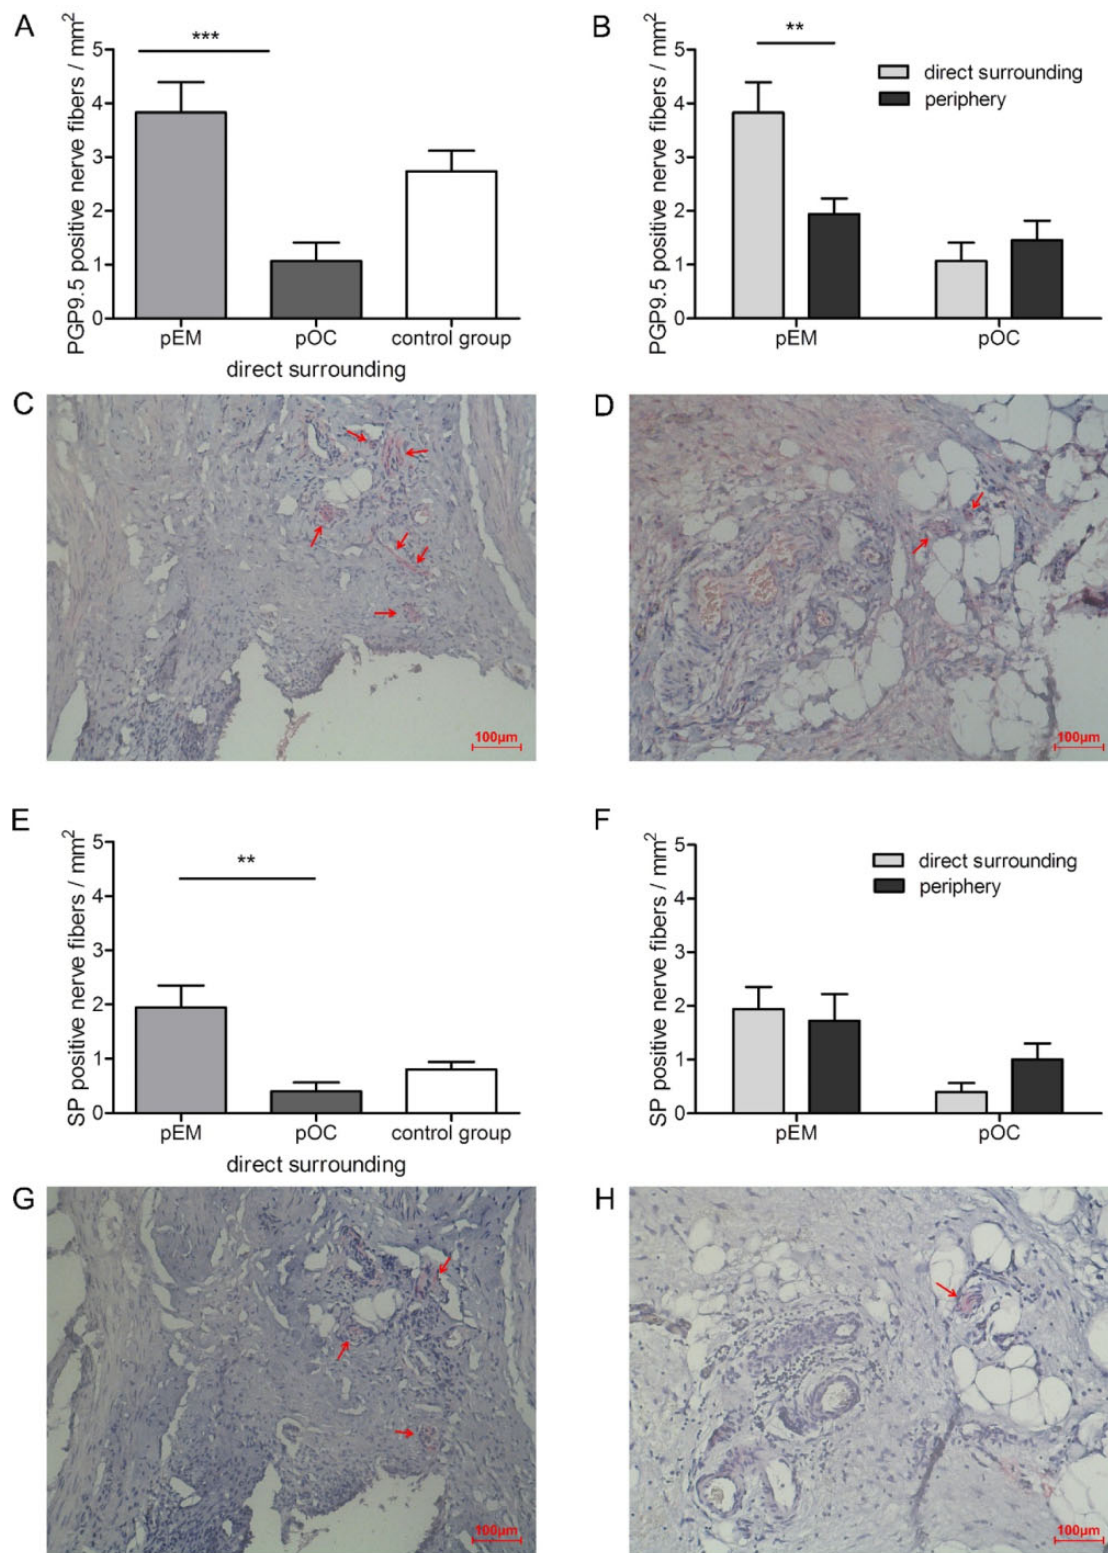 A
PGP9.5 positive nerve fibers / mm²
5
4
3
2
1
0
***
pEM
pOC
control group
direct surrounding
B
PGP9.5 positive nerve fibers / mm²
5
4
3
2
1
0
**
direct surrounding
periphery
pEM
pOC
C
100µm
D
100µm
E
SP positive nerve fibers / mm²
5
4
3
2
1
0
**
pEM
pOC
control group
direct surrounding
F
SP positive nerve fibers / mm²
5
4
3
2
1
0
direct surrounding
periphery
pEM
pOC
G
100µm
H
100µm